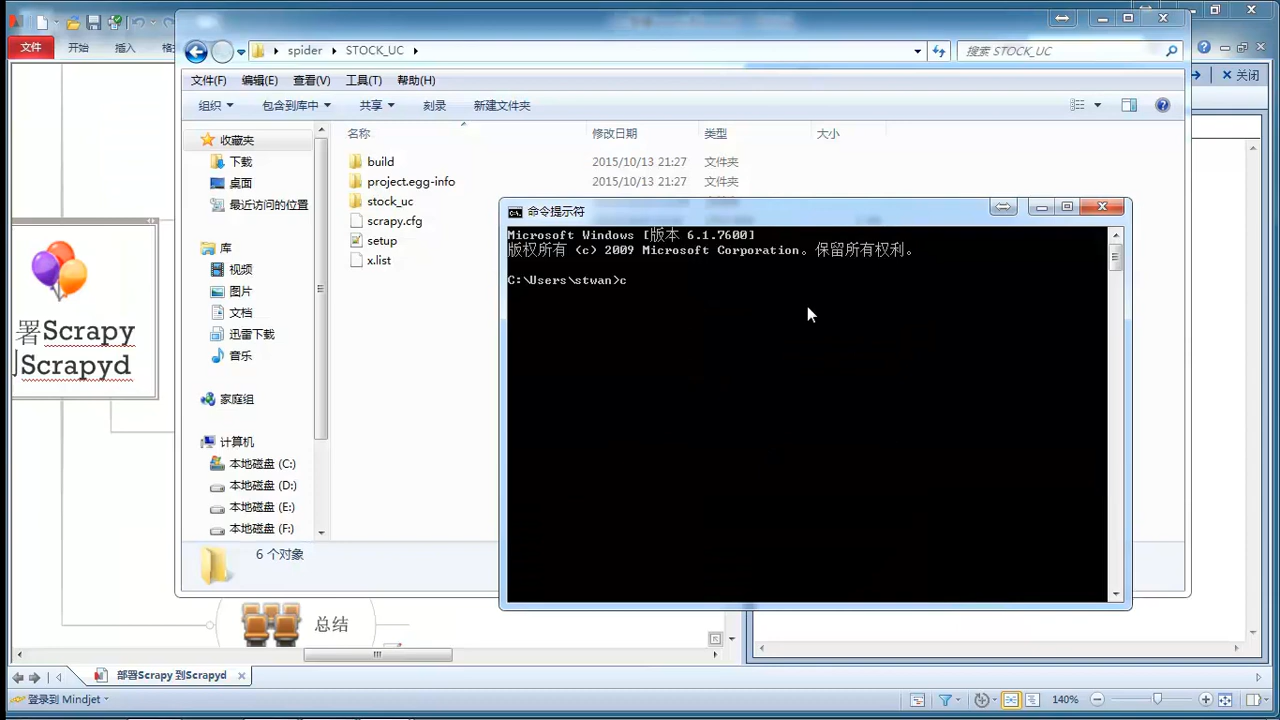 文件
开始
插入
spider
STOCK_UC
搜索 STOCK_UC
文件(F)
编辑(E)
查看(V)
工具(T)
帮助(H)
关闭
组织
包含到库中
共享
刻录
新建文件夹
收藏夹
下载
桌面
最近访问的位置
库
视频
图片
文档
迅雷下载
音乐
家庭组
计算机
本地磁盘 (C:)
本地磁盘 (D:)
本地磁盘 (E:)
本地磁盘 (F:)
名称
修改日期
类型
大小
build
2015/10/13 21:27
文件夹
project.egg-info
2015/10/13 21:27
文件夹
stock_uc
scrapy.cfg
setup
x.list
6 个对象
命令提示符
Microsoft Windows [版本 6.1.7600]
版权所有 (c) 2009 Microsoft Corporation。保留所有权利。
C:\Users\stwan>c
署Scrapy
Scrapyd
总结
部署Scrapy 到Scrapyd
登录到 Mindjet
140%